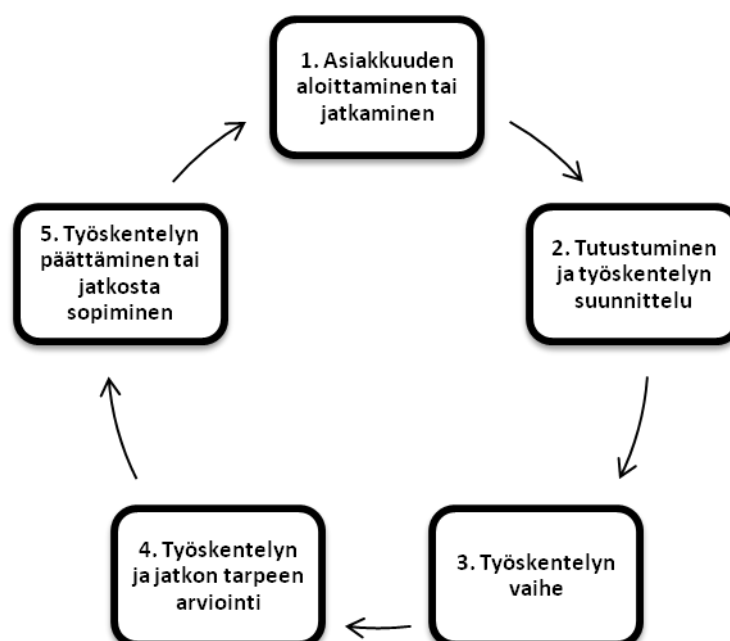 1. Asiakkuuden
aloittaminen tai
jatkaminen
2. Tutustuminen
ja työskentelyn
suunnittelu
3. Työskentelyn
vaihe
4. Työskentelyn
ja jatkon tarpeen
arviointi
5. Työskentelyn
päättäminen tai
jatkosta
sopiminen